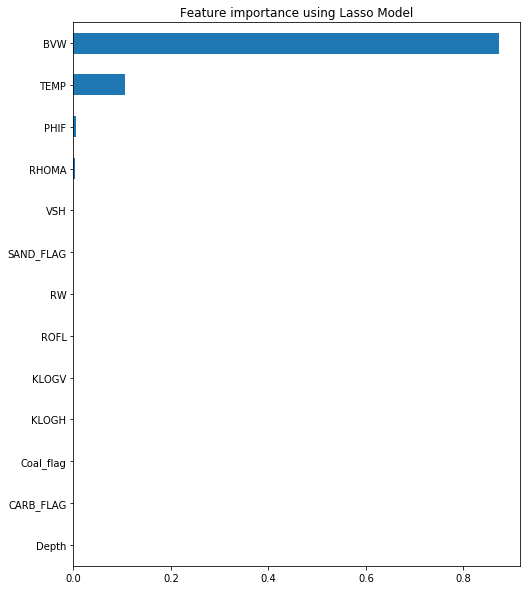 Feature importance using Lasso Model
BVW
TEMP
PHIF
RHOMA
VSH
SAND_FLAG
RW
ROFL
KLOGV
KLOGH
Coal_flag
CARB_FLAG
Depth
0.0 0.2 0.4 0.6 0.8